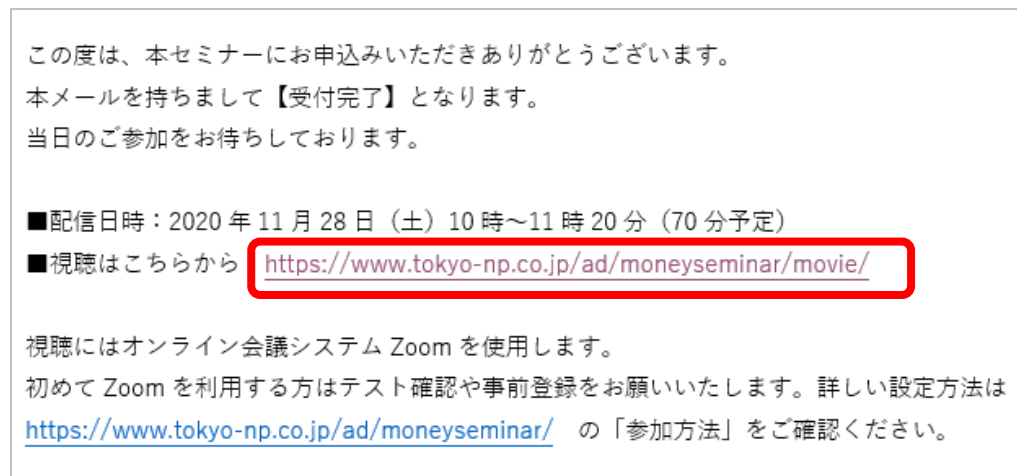 この度は、本セミナーにお申込みいただきありがとうございます。
本メールを持ちまして【受付完了】となります。
当日のご参加をお待ちしております。
■配信日時：2020 年 11 月 28 日（土）10 時～11 時 20 分（70 分予定）
■視聴はこちらから https://www.tokyo-np.co.jp/ad/moneyseminar/movie/
視聴にはオンライン会議システム Zoom を使用します。
初めて Zoom を利用する方はテスト確認や事前登録をお願いいたします。詳しい設定方法は
https://www.tokyo-np.co.jp/ad/moneyseminar/ の「参加方法」をご確認ください。